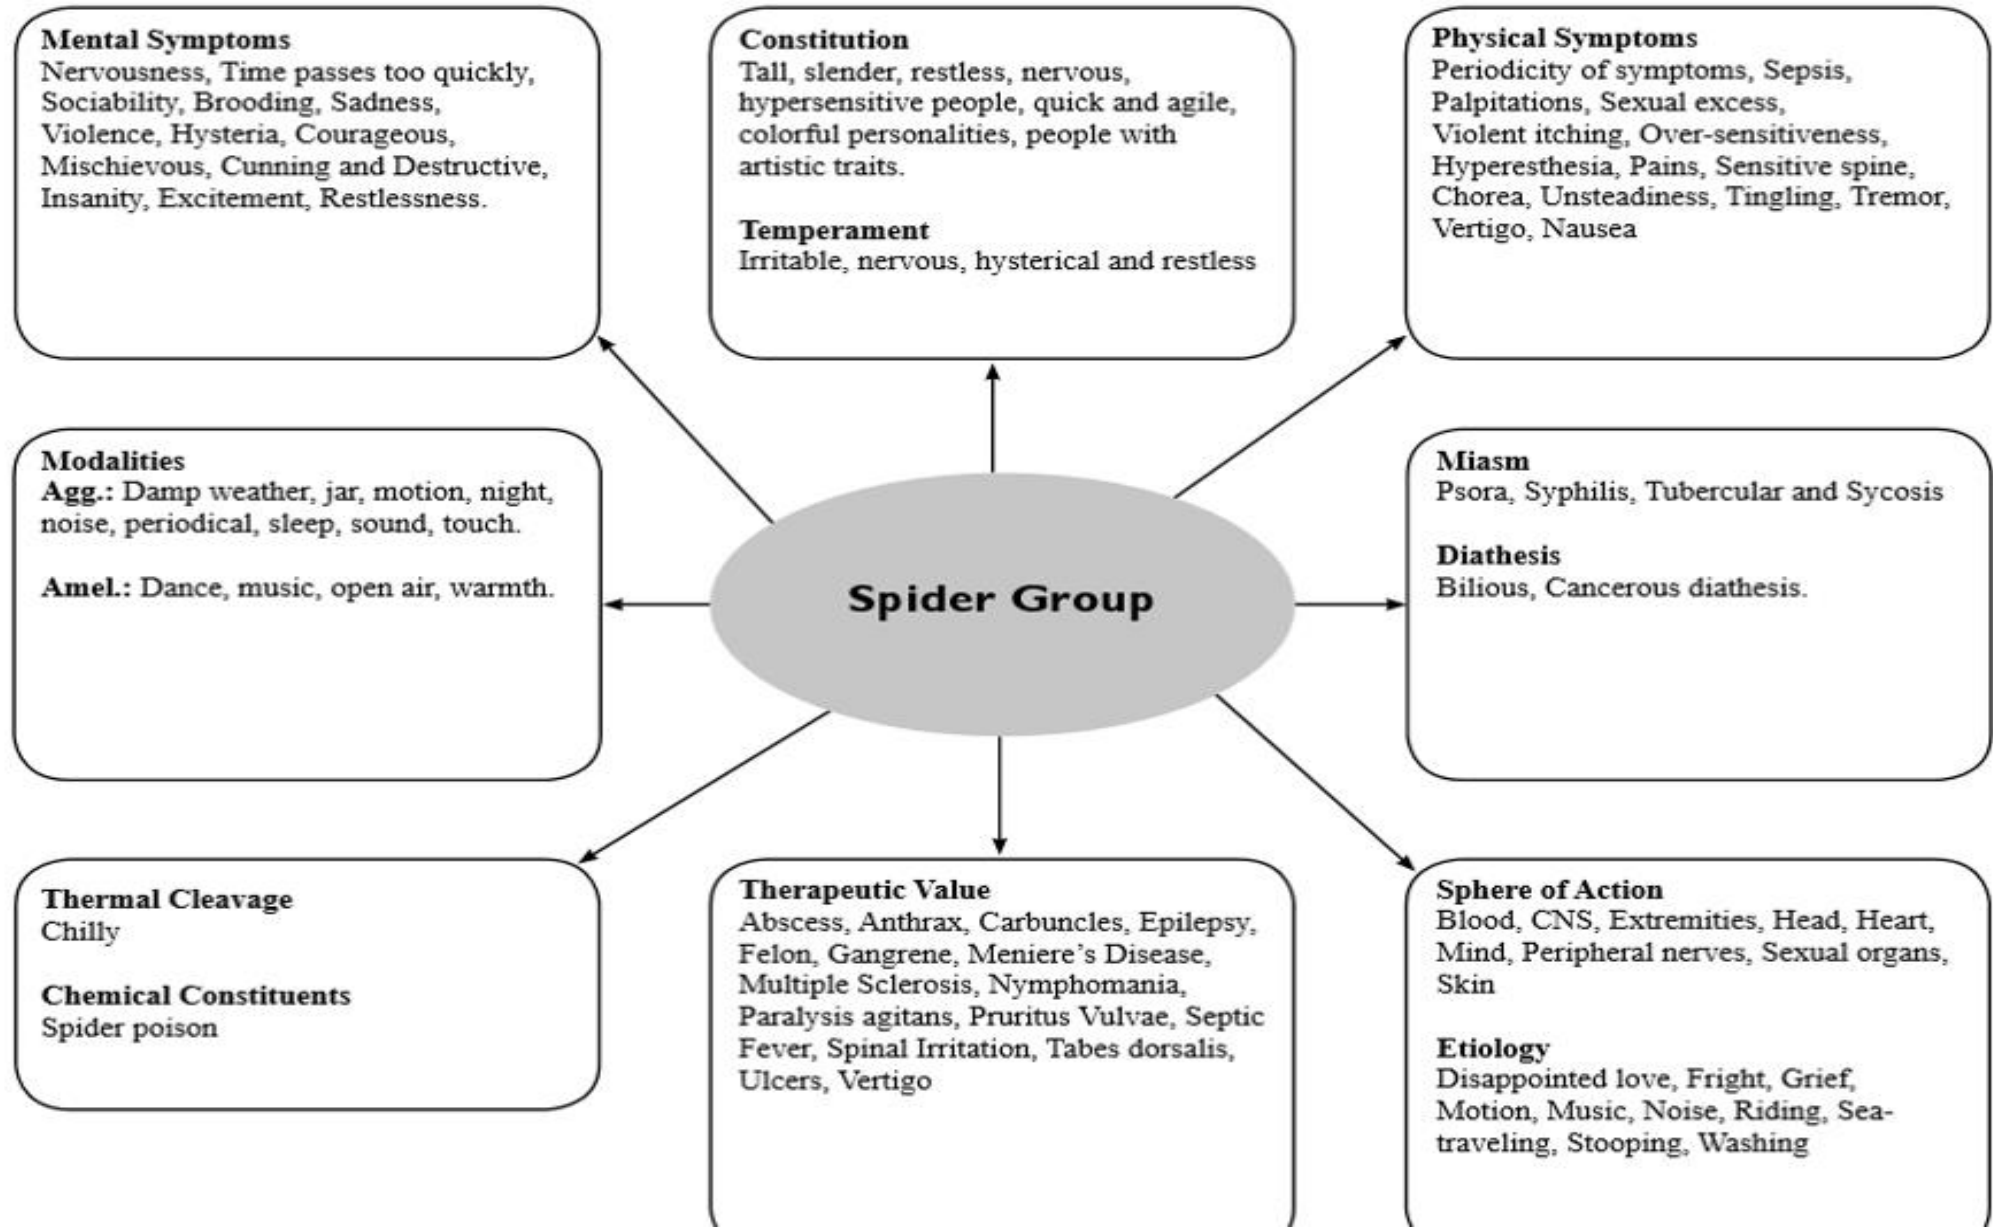 Mental Symptoms
Nervousness, Time passes too quickly,
Sociability, Brooding, Sadness,
Violence, Hysteria, Courageous,
Mischievous, Cunning and Destructive,
Insanity, Excitement, Restlessness.
Constitution
Tall, slender, restless, nervous,
hypersensitive people, quick and agile,
colorful personalities, people with
artistic traits.
Temperament
Irritable, nervous, hysterical and restless
Physical Symptoms
Periodicity of symptoms, Sepsis,
Palpitations, Sexual excess,
Violent itching, Over-sensitiveness,
Hyperesthesia, Pains, Sensitive spine,
Chorea, Unsteadiness, Tingling, Tremor,
Vertigo, Nausea
Modalities
Agg.: Damp weather, jar, motion, night,
noise, periodical, sleep, sound, touch.
Amel.: Dance, music, open air, warmth.
Spider Group
Miasm
Psora, Syphilis, Tubercular and Sycosis
Diathesis
Bilious, Cancerous diathesis.
Thermal Cleavage
Chilly
Chemical Constituents
Spider poison
Therapeutic Value
Abscess, Anthrax, Carbuncles, Epilepsy,
Felon, Gangrene, Meniere’s Disease,
Multiple Sclerosis, Nymphomania,
Paralysis agitans, Pruritus Vulvae, Septic
Fever, Spinal Irritation, Tabes dorsalis,
Ulcers, Vertigo
Sphere of Action
Blood, CNS, Extremities, Head, Heart,
Mind, Peripheral nerves, Sexual organs,
Skin
Etiology
Disappointed love, Fright, Grief,
Motion, Music, Noise, Riding, Sea-
traveling, Stooping, Washing